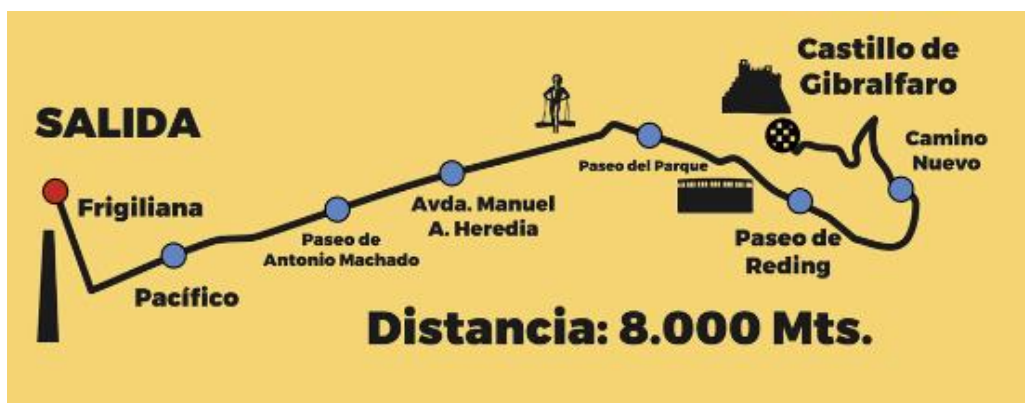 SALIDA
Frigiliana
Pacífico
Paseo de
Antonio Machado
Avda. Manuel
A. Heredia
Paseo del Parque
Paseo de
Reding
Camino
Nuevo
Castillo de
Gibralfaro
Distancia: 8.000 Mts.